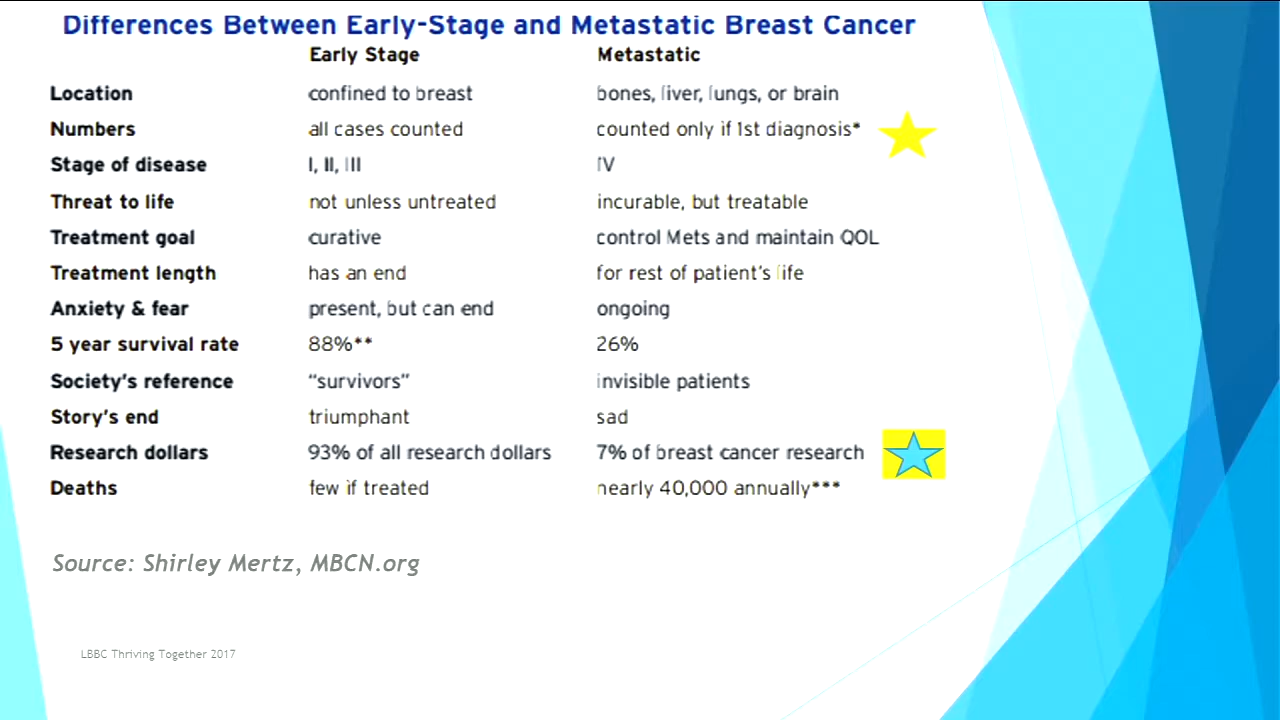 Differences Between Early-Stage and Metastatic Breast Cancer
Early Stage Metastatic
Location confined to breast bones, liver, lungs, or brain
Numbers all cases counted counted only if 1st diagnosis*
Stage of disease I, II, III IV
Threat to life not unless untreated incurable, but treatable
Treatment goal curative control Mets and maintain QOL
Treatment length has an end for rest of patient's life
Anxiety & fear present, but can end ongoing
5 year survival rate 88%** 26%
Society's reference "survivors" invisible patients
Story's end triumphant sad
Research dollars 93% of all research dollars 7% of breast cancer research
Deaths few if treated nearly 40,000 annually***
Source: Shirley Mertz, MBCN.org
LBBC Thriving Together 2017